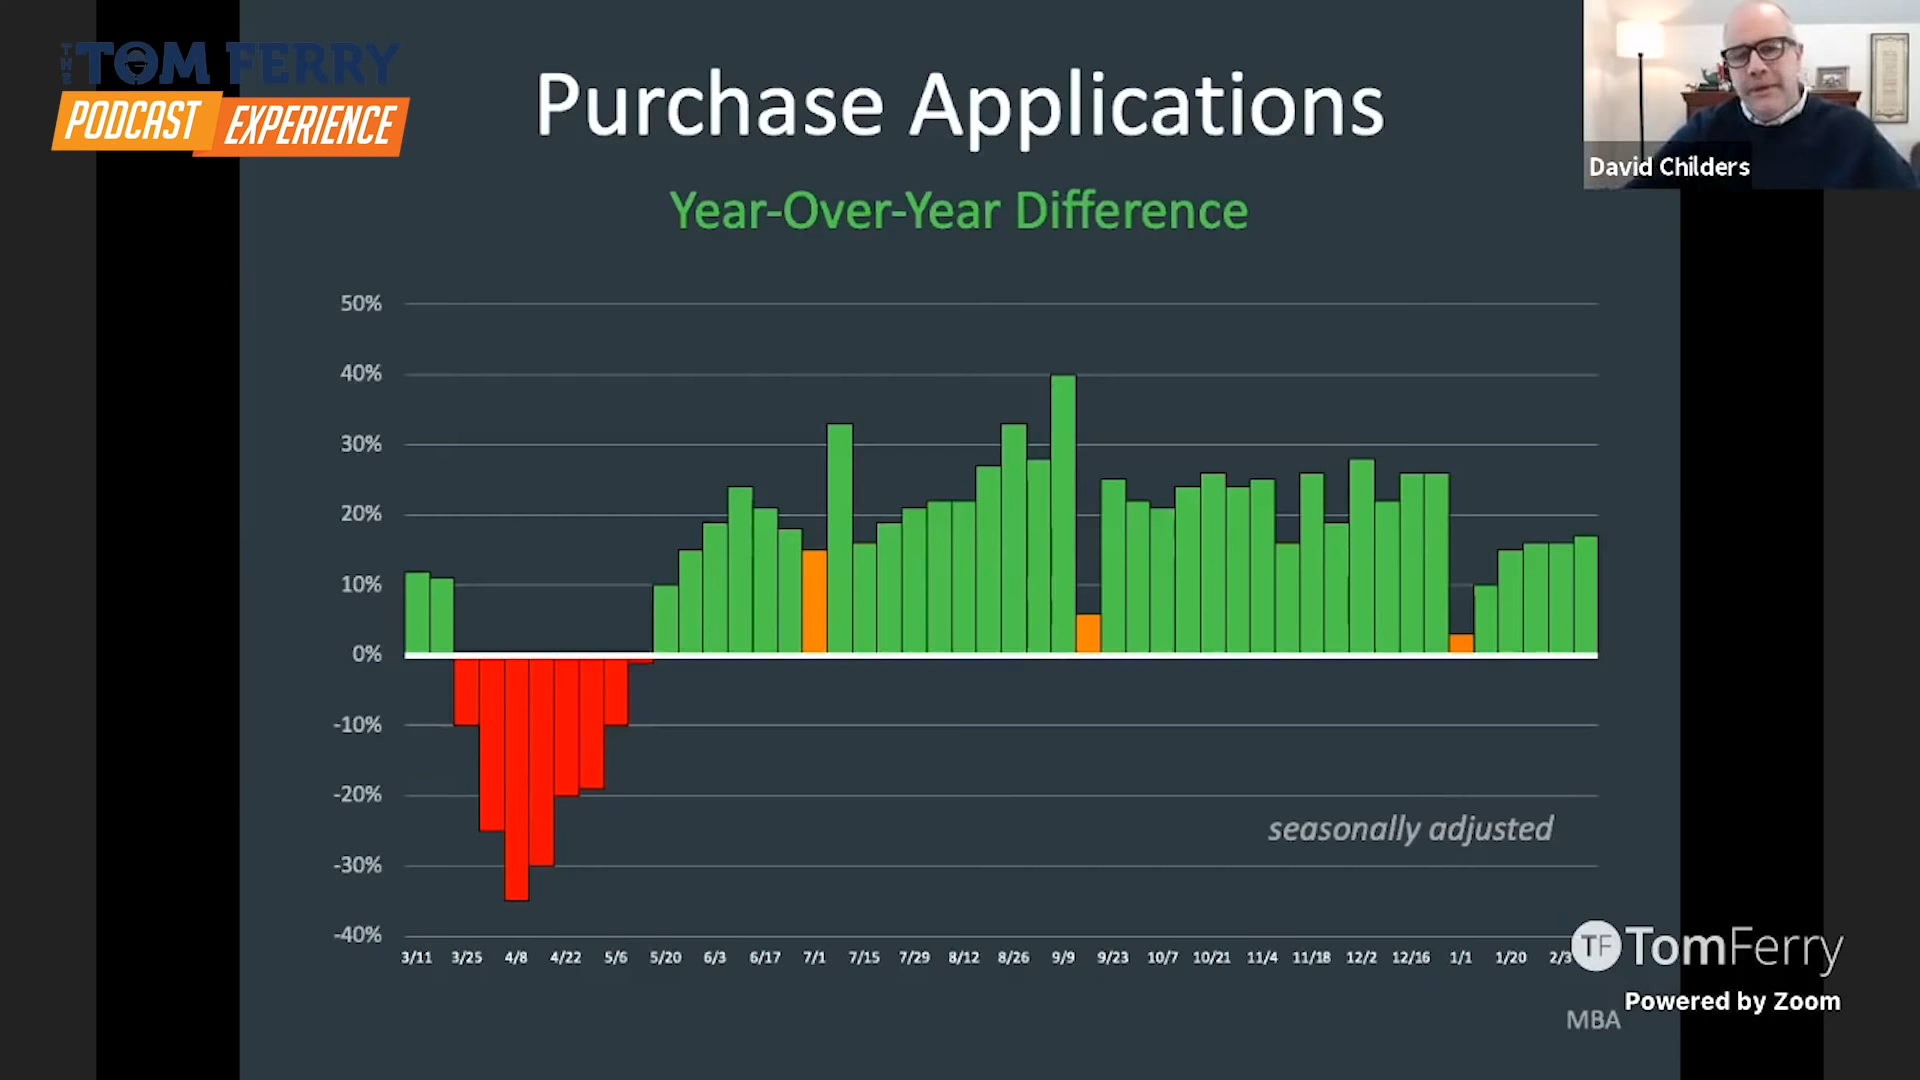 THE TOM FERRY
PODCAST EXPERIENCE
Purchase Applications
Year-Over-Year Difference
David Childers
50%
40%
30%
20%
10%
0%
-10%
-20%
-30%
-40%
seasonally adjusted
3/11 3/25 4/8 4/22 5/6 5/20 6/3 6/17 7/1 7/15 7/29 8/12 8/26 9/9 9/23 10/7 10/21 11/4 11/18 12/2 12/16 1/1 1/20 2/3
TF TomFerry
Powered by Zoom
MBA